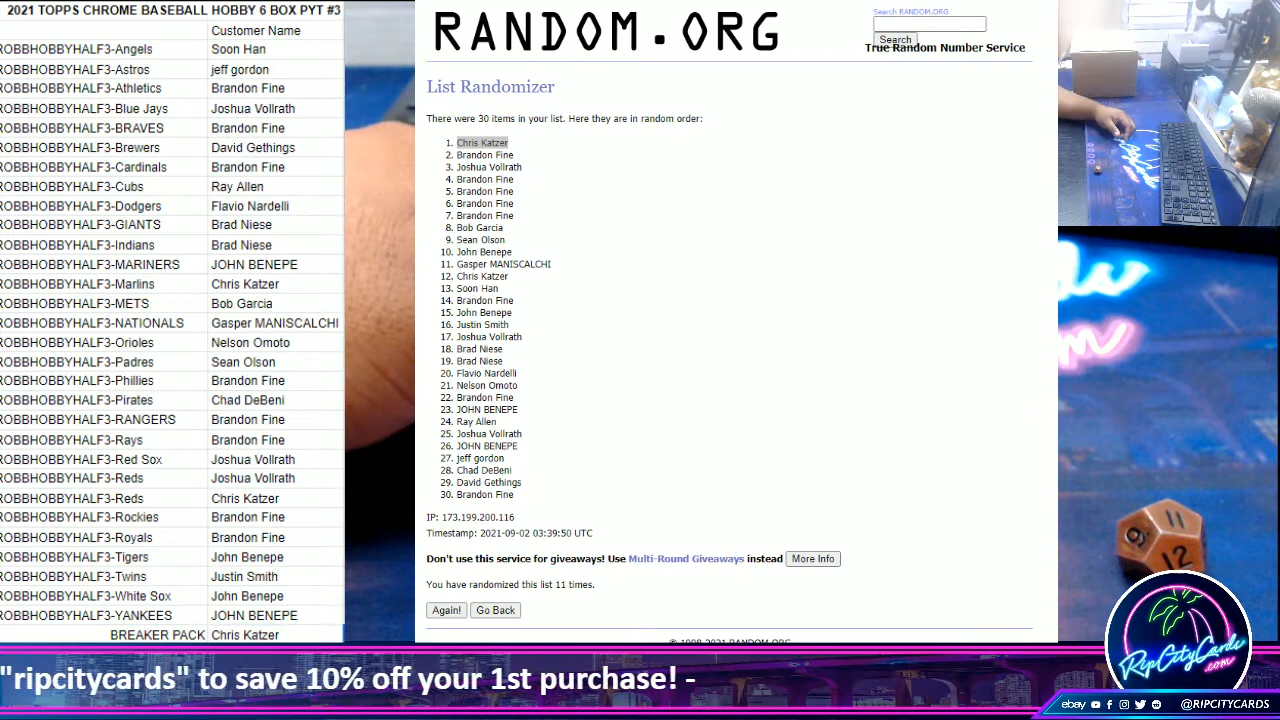 2021 TOPPS CHROME BASEBALL HOBBY 6 BOX PYT #3
Customer Name
ROBBHOBBYHALF3-Angels Soon Han
ROBBHOBBYHALF3-Astros jeff gordon
ROBBHOBBYHALF3-Athletics Brandon Fine
ROBBHOBBYHALF3-Blue Jays Joshua Vollrath
ROBBHOBBYHALF3-BRAVES Brandon Fine
ROBBHOBBYHALF3-Brewers David Gethings
ROBBHOBBYHALF3-Cardinals Brandon Fine
ROBBHOBBYHALF3-Cubs Ray Allen
ROBBHOBBYHALF3-Dodgers Flavio Nardelli
ROBBHOBBYHALF3-GIANTS Brad Niese
ROBBHOBBYHALF3-Indians Brad Niese
ROBBHOBBYHALF3-MARINERS JOHN BENEPE
ROBBHOBBYHALF3-Marlins Chris Katzer
ROBBHOBBYHALF3-METS Bob Garcia
ROBBHOBBYHALF3-NATIONALS Gasper MANISCALCHI
ROBBHOBBYHALF3-Orioles Nelson Omoto
ROBBHOBBYHALF3-Padres Sean Olson
ROBBHOBBYHALF3-Phillies Brandon Fine
ROBBHOBBYHALF3-Pirates Chad DeBeni
ROBBHOBBYHALF3-RANGERS Brandon Fine
ROBBHOBBYHALF3-Rays Brandon Fine
ROBBHOBBYHALF3-Red Sox Joshua Vollrath
ROBBHOBBYHALF3-Reds Joshua Vollrath
ROBBHOBBYHALF3-Reds Chris Katzer
ROBBHOBBYHALF3-Rockies Brandon Fine
ROBBHOBBYHALF3-Royals Brandon Fine
ROBBHOBBYHALF3-Tigers John Benepe
ROBBHOBBYHALF3-Twins Justin Smith
ROBBHOBBYHALF3-White Sox John Benepe
ROBBHOBBYHALF3-YANKEES JOHN BENEPE
BREAKER PACK Chris Katzer
RANDOM.ORG
Search RANDOM.ORG
Search
True Random Number Service
List Randomizer
There were 30 items in your list. Here they are in random order:
1. Chris Katzer
2. Brandon Fine
3. Joshua Vollrath
4. Brandon Fine
5. Brandon Fine
6. Brandon Fine
7. Brandon Fine
8. Bob Garcia
9. Sean Olson
10. John Benepe
11. Gasper MANISCALCHI
12. Chris Katzer
13. Soon Han
14. Brandon Fine
15. John Benepe
16. Justin Smith
17. Joshua Vollrath
18. Brad Niese
19. Brad Niese
20. Flavio Nardelli
21. Nelson Omoto
22. Brandon Fine
23. JOHN BENEPE
24. Ray Allen
25. Joshua Vollrath
26. JOHN BENEPE
27. jeff gordon
28. Chad DeBeni
29. David Gethings
30. Brandon Fine
IP: 173.199.200.116
Timestamp: 2021-09-02 03:39:50 UTC
Don't use this service for giveaways! Use Multi-Round Giveaways instead More Info
You have randomized this list 11 times.
Again! Go Back
© 1998-2021 RANDOM.ORG
11
9
12
"ripcitycards" to save 10% off your 1st purchase! -
RipCityCards
.com
ebay @RIPCITYCARDS